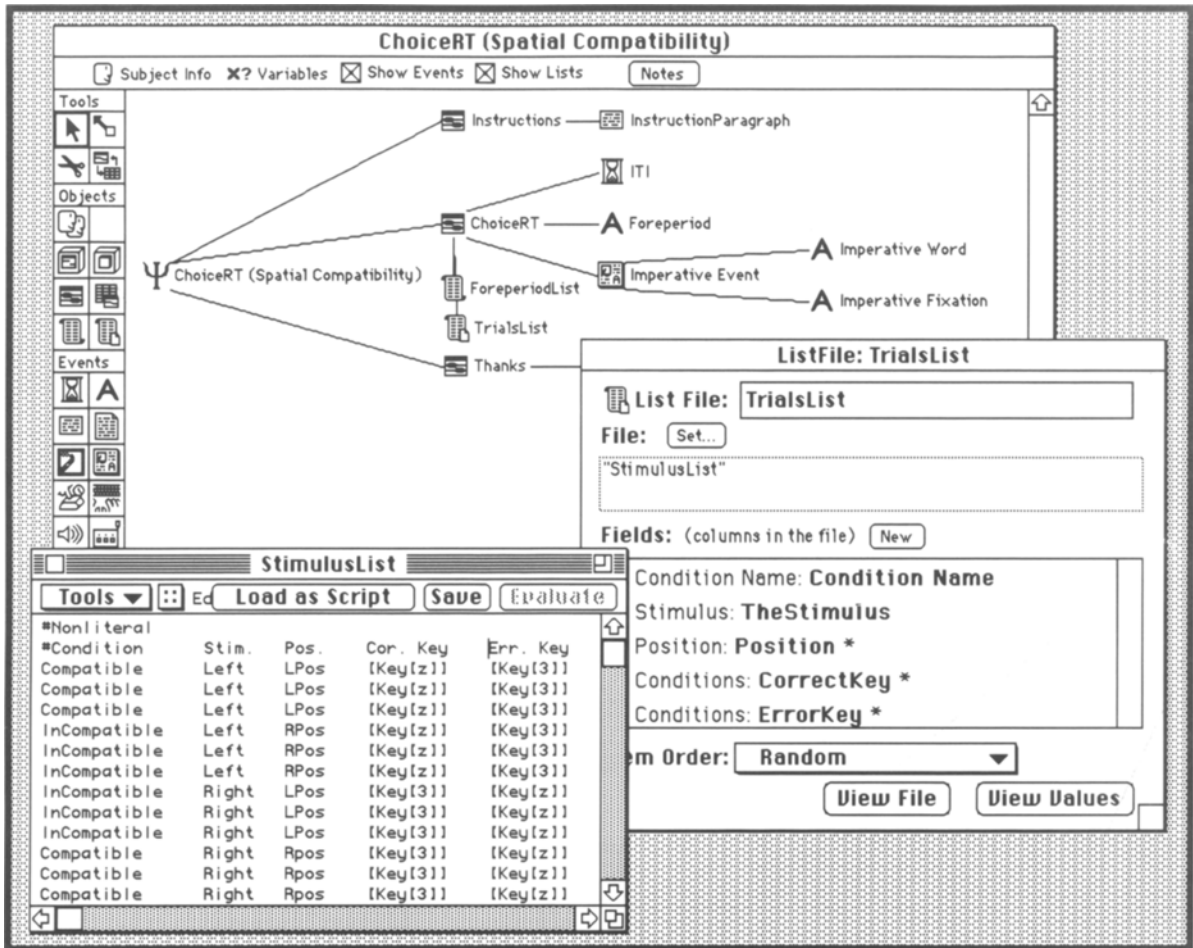 ChoiceRT (Spatial Compatibility)
Subject Info X? Variables Show Events Show Lists Notes
Tools
Objects
Events
Instructions InstructionParagraph
ITI
ChoiceRT A Foreperiod
A Imperative Word
Ψ ChoiceRT (Spatial Compatibility)
Imperative Event
ForeperiodList
A Imperative Fixation
TrialsList
Thanks
ListFile: TrialsList
List File: TrialsList
File: Set...
"StimulusList"
Fields: (columns in the file) New
Condition Name: Condition Name
Stimulus: TheStimulus
Position: Position *
Conditions: CorrectKey *
Conditions: ErrorKey *
em Order: Random
View File View Values
StimulusList
Tools Ed Load as Script Save Evaluate
#Nonliteral
#Condition Stim. Pos. Cor. Key Err. Key
Compatible Left LPos [Key[z]] [Key[3]]
Compatible Left LPos [Key[z]] [Key[3]]
Compatible Left LPos [Key[z]] [Key[3]]
InCompatible Left RPos [Key[z]] [Key[3]]
InCompatible Left RPos [Key[z]] [Key[3]]
InCompatible Left RPos [Key[z]] [Key[3]]
InCompatible Right LPos [Key[3]] [Key[z]]
InCompatible Right LPos [Key[3]] [Key[z]]
InCompatible Right LPos [Key[3]] [Key[z]]
Compatible Right Rpos [Key[3]] [Key[z]]
Compatible Right Rpos [Key[3]] [Key[z]]
Compatible Right Rpos [Key[3]] [Key[z]]